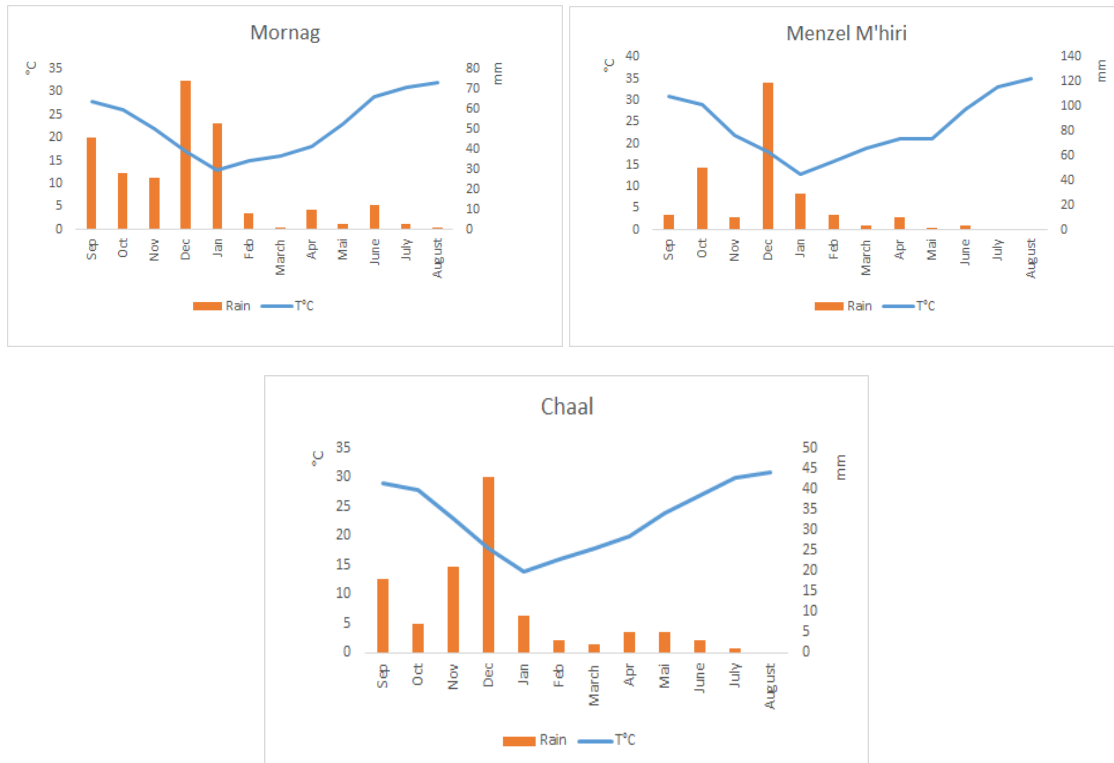 Mornag
°C
mm
35
30
25
20
15
10
5
0
80
70
60
50
40
30
20
10
0
Sep
Oct
Nov
Dec
Jan
Feb
March
Apr
Mai
June
July
August
Rain
T°C
Menzel M'hiri
°C
mm
40
35
30
25
20
15
10
5
0
140
120
100
80
60
40
20
0
Sep
Oct
Nov
Dec
Jan
Feb
March
Apr
Mai
June
July
August
Rain
T°C
Chaal
°C
mm
35
30
25
20
15
10
5
0
50
45
40
35
30
25
20
15
10
5
0
Sep
Oct
Nov
Dec
Jan
Feb
March
Apr
Mai
June
July
August
Rain
T°C